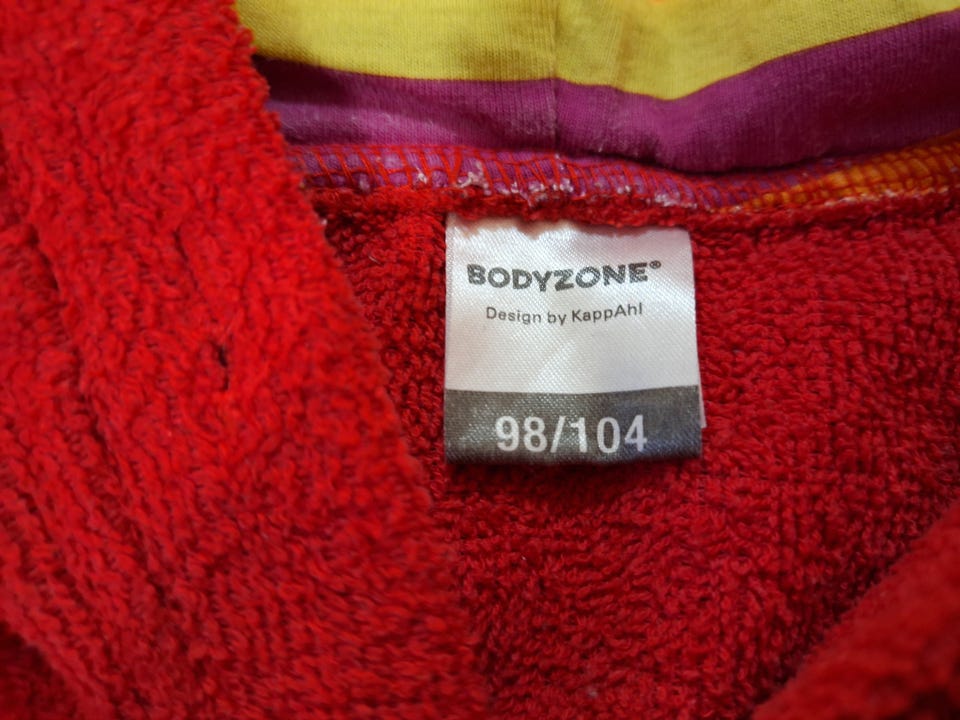 BODYZONE®
Design by KappAhl
98/104